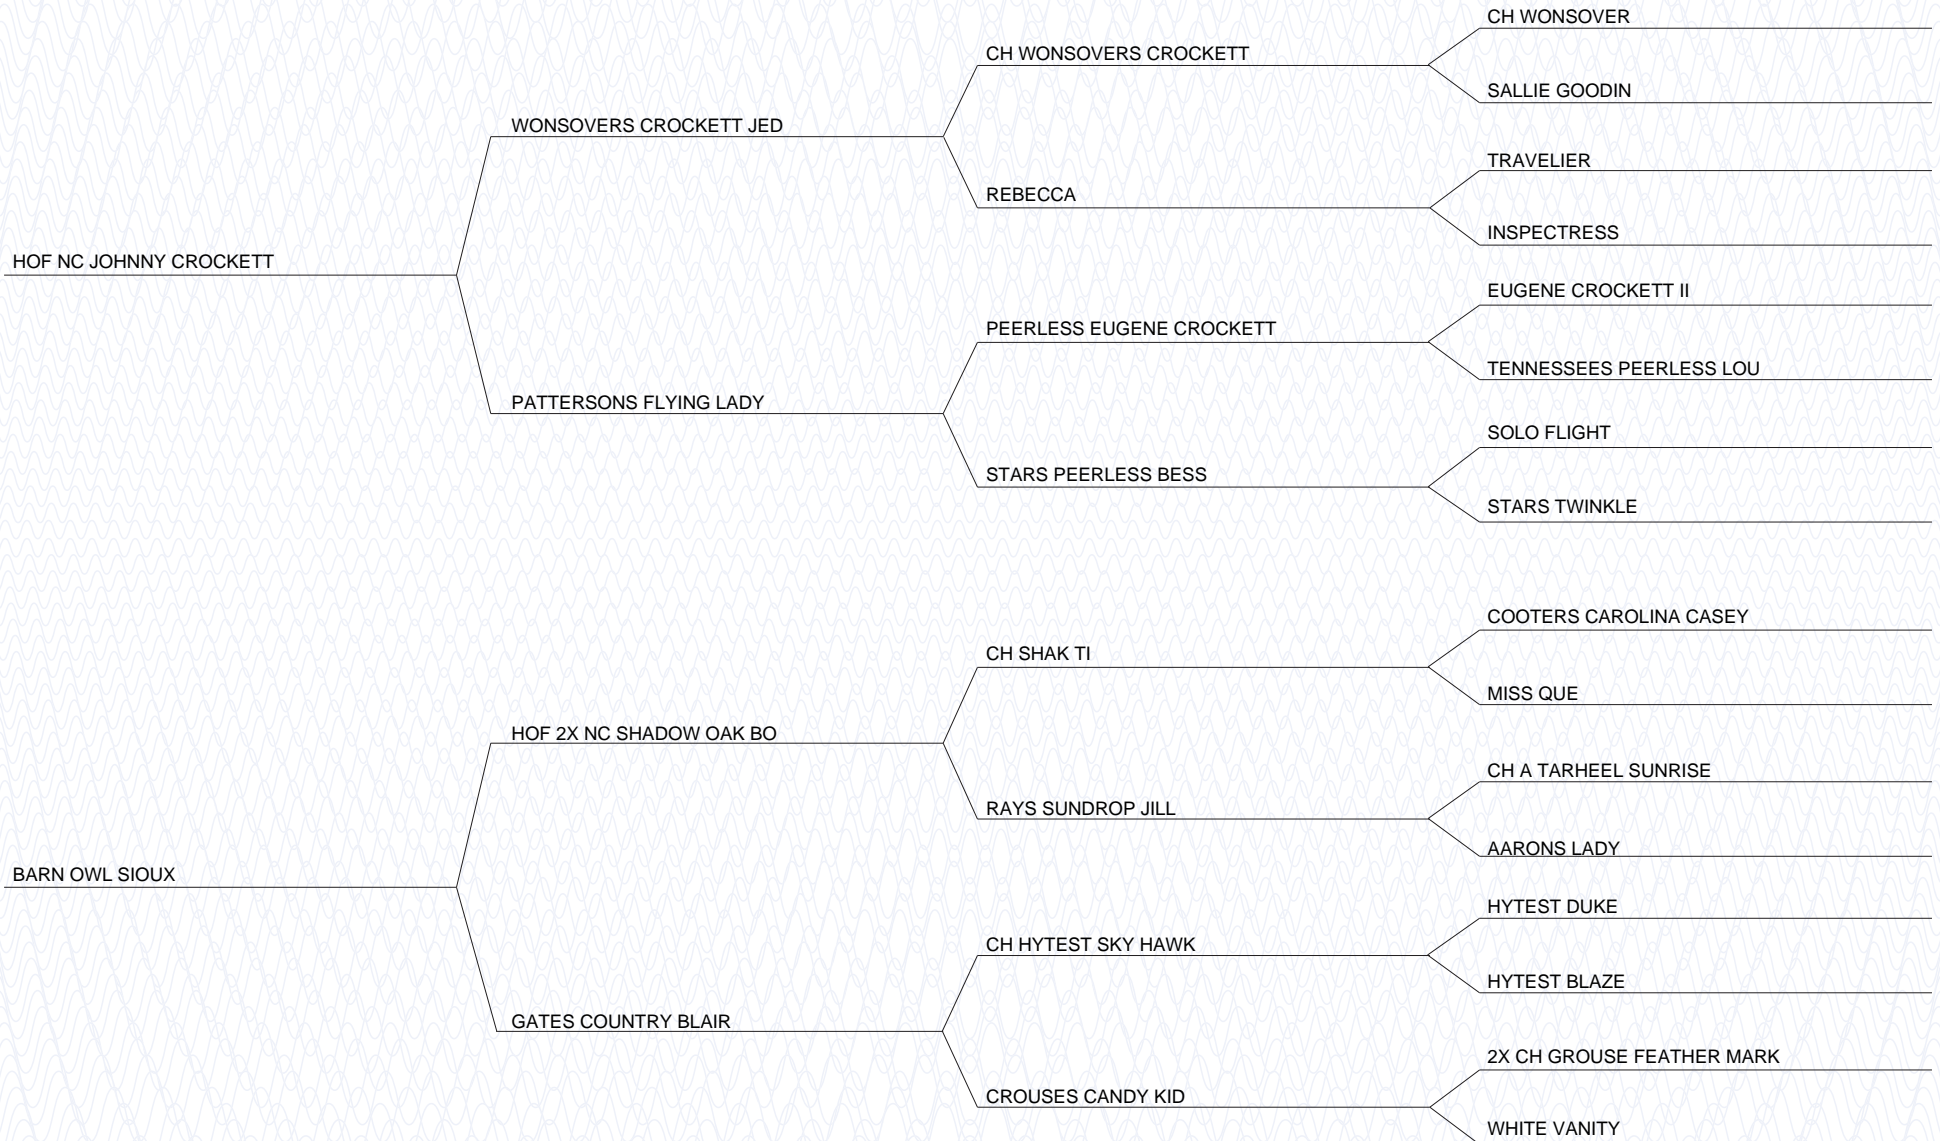 HOF NC JOHNNY CROCKETT
WONSOVERS CROCKETT JED
PATTERSONS FLYING LADY
CH WONSOVERS CROCKETT
REBECCA
PEERLESS EUGENE CROCKETT
STARS PEERLESS BESS
CH WONSOVER
SALLIE GOODIN
TRAVELIER
INSPECTRESS
EUGENE CROCKETT II
TENNESSEES PEERLESS LOU
SOLO FLIGHT
STARS TWINKLE
BARN OWL SIOUX
HOF 2X NC SHADOW OAK BO
GATES COUNTRY BLAIR
CH SHAK TI
RAYS SUNDROP JILL
CH HYTEST SKY HAWK
CROUSES CANDY KID
COOTERS CAROLINA CASEY
MISS QUE
CH A TARHEEL SUNRISE
AARONS LADY
HYTEST DUKE
HYTEST BLAZE
2X CH GROUSE FEATHER MARK
WHITE VANITY